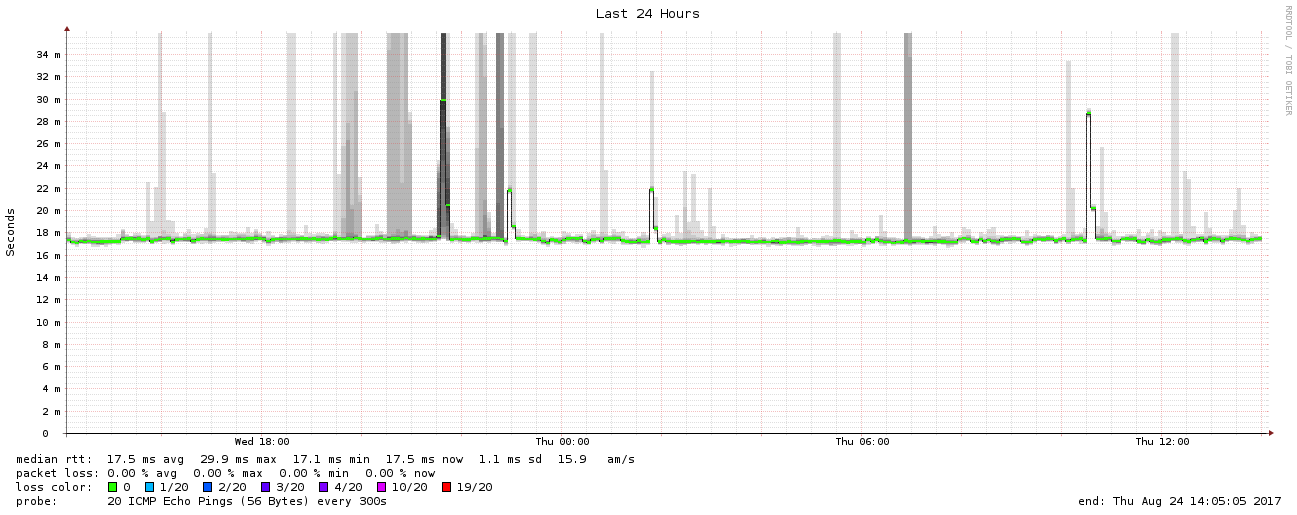 Last 24 Hours
RRDTOOL / TOBI OETIKER
Seconds
34 m
32 m
30 m
28 m
26 m
24 m
22 m
20 m
18 m
16 m
14 m
12 m
10 m
8 m
6 m
4 m
2 m
0
Wed 18:00 Thu 00:00 Thu 06:00 Thu 12:00
median rtt: 17.5 ms avg 29.9 ms max 17.1 ms min 17.5 ms now 1.1 ms sd 15.9 am/s
packet loss: 0.00 % avg 0.00 % max 0.00 % min 0.00 % now
loss color: 0 1/20 2/20 3/20 4/20 10/20 19/20
probe: 20 ICMP Echo Pings (56 Bytes) every 300s end: Thu Aug 24 14:05:05 2017